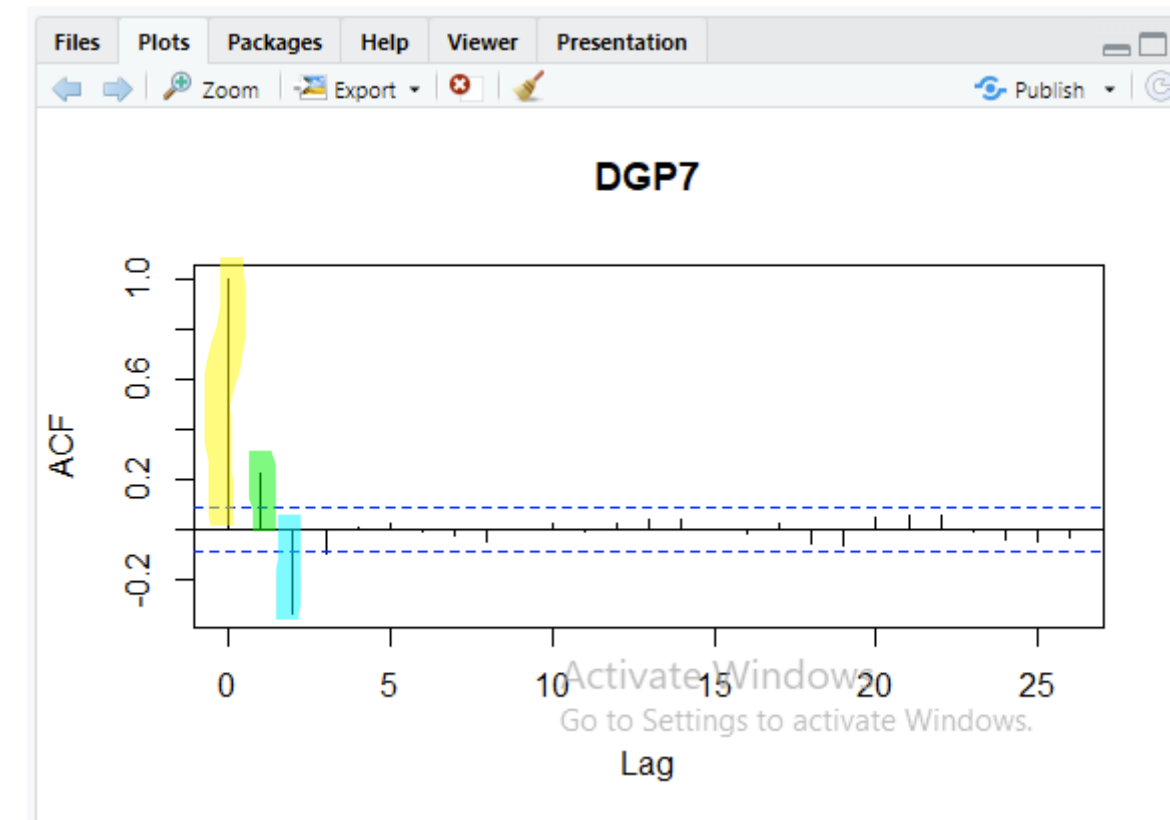 Files Plots Packages Help Viewer Presentation
Zoom Export Publish
DGP7
1.0
0.6
0.2
-0.2
ACF
0 5 10 15 20 25
Activate Windows
Go to Settings to activate Windows.
Lag